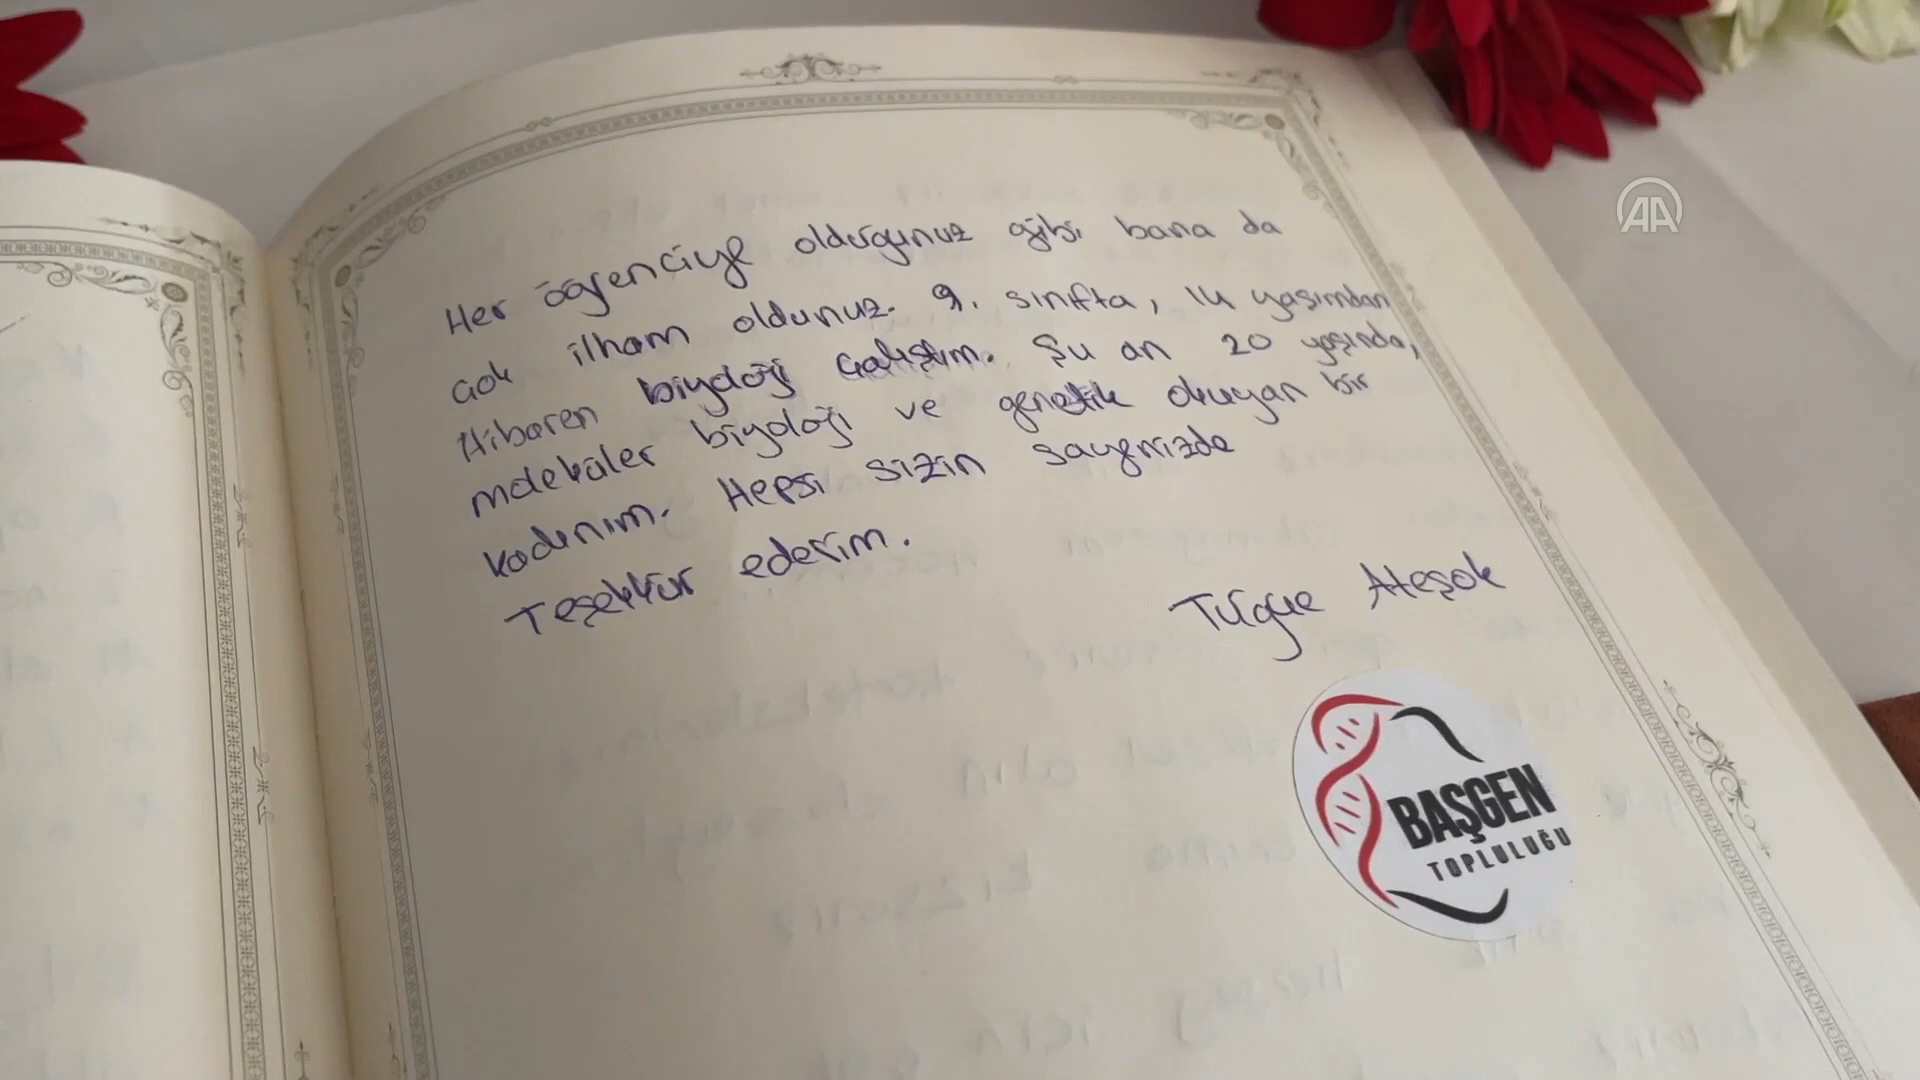 AA
Her öğrenciye olduğunuz gibi bana da
çok ilham oldunuz. 9. sınıfta, 14 yaşımdan
itibaren biyoloji çalıştım. Şu an 20 yaşında,
moleküler biyoloji ve genetik okuyan bir
kadınım. Hepsi sizin sayenizde
Teşekkür ederim.
Tuğçe Ateşok
BAŞGEN
TOPLULUĞU